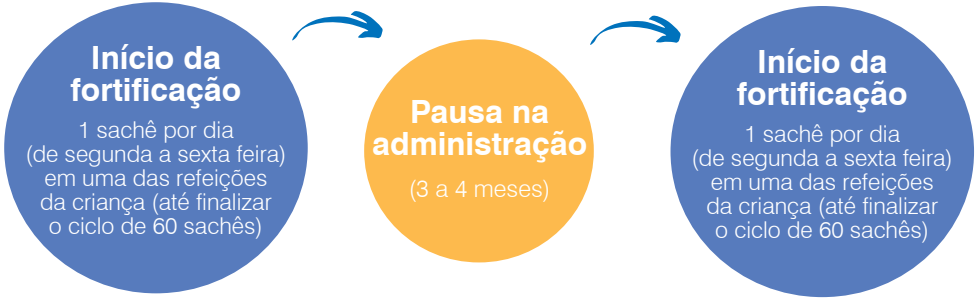 Início da
fortificação
1 sachê por dia
(de segunda a sexta feira)
em uma das refeições
da criança (até finalizar
o ciclo de 60 sachês)
Pausa na
administração
(3 a 4 meses)
Início da
fortificação
1 sachê por dia
(de segunda a sexta feira)
em uma das refeições
da criança (até finalizar
o ciclo de 60 sachês)